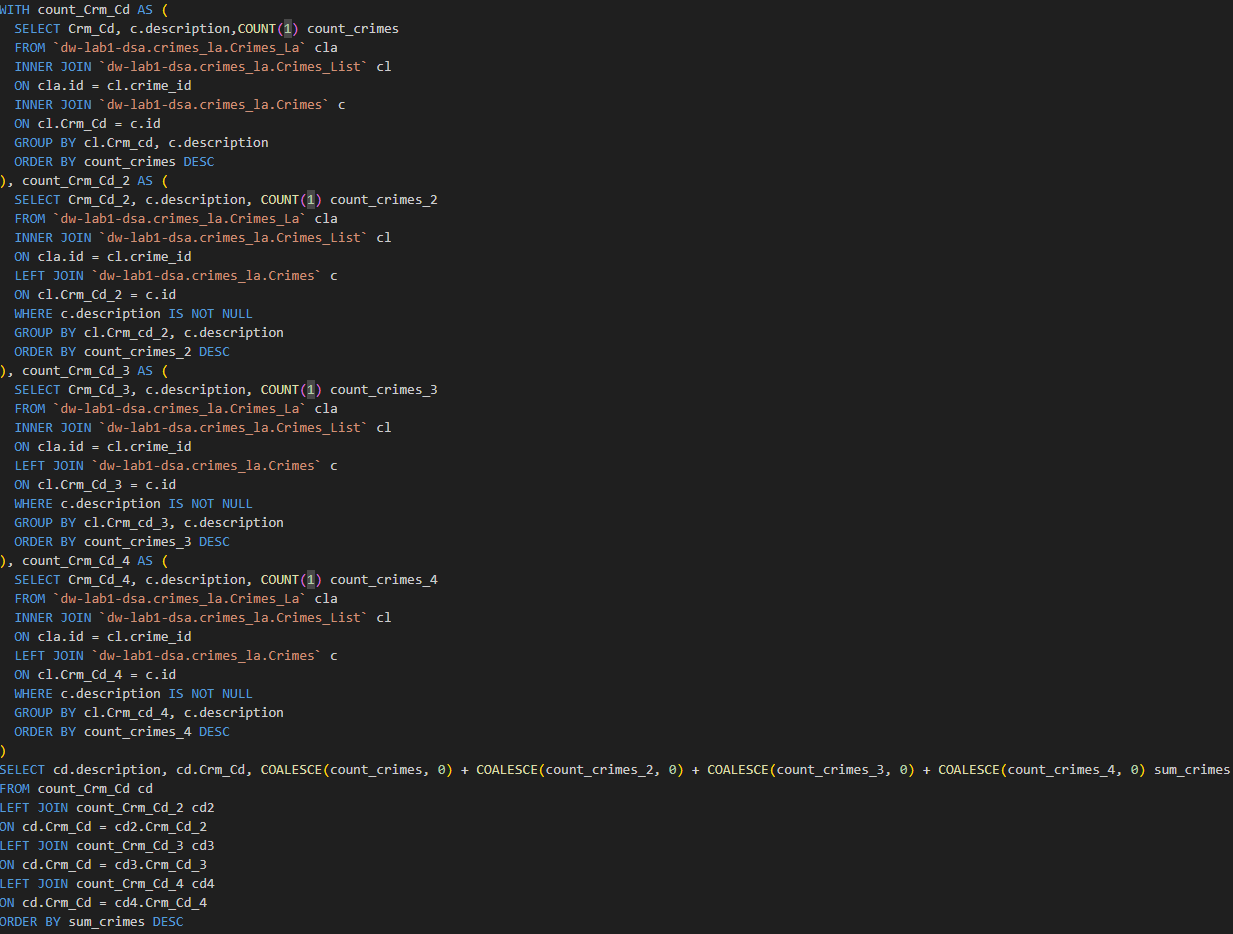 WITH count_Crm_Cd AS (
  SELECT Crm_Cd, c.description,COUNT(1) count_crimes
  FROM `dw-lab1-dsa.crimes_la.Crimes_La` cla
  INNER JOIN `dw-lab1-dsa.crimes_la.Crimes_List` cl
  ON cla.id = cl.crime_id
  INNER JOIN `dw-lab1-dsa.crimes_la.Crimes` c
  ON cl.Crm_Cd = c.id
  GROUP BY cl.Crm_cd, c.description
  ORDER BY count_crimes DESC
), count_Crm_Cd_2 AS (
  SELECT Crm_Cd_2, c.description, COUNT(1) count_crimes_2
  FROM `dw-lab1-dsa.crimes_la.Crimes_La` cla
  INNER JOIN `dw-lab1-dsa.crimes_la.Crimes_List` cl
  ON cla.id = cl.crime_id
  LEFT JOIN `dw-lab1-dsa.crimes_la.Crimes` c
  ON cl.Crm_Cd_2 = c.id
  WHERE c.description IS NOT NULL
  GROUP BY cl.Crm_cd_2, c.description
  ORDER BY count_crimes_2 DESC
), count_Crm_Cd_3 AS (
  SELECT Crm_Cd_3, c.description, COUNT(1) count_crimes_3
  FROM `dw-lab1-dsa.crimes_la.Crimes_La` cla
  INNER JOIN `dw-lab1-dsa.crimes_la.Crimes_List` cl
  ON cla.id = cl.crime_id
  LEFT JOIN `dw-lab1-dsa.crimes_la.Crimes` c
  ON cl.Crm_Cd_3 = c.id
  WHERE c.description IS NOT NULL
  GROUP BY cl.Crm_cd_3, c.description
  ORDER BY count_crimes_3 DESC
), count_Crm_Cd_4 AS (
  SELECT Crm_Cd_4, c.description, COUNT(1) count_crimes_4
  FROM `dw-lab1-dsa.crimes_la.Crimes_La` cla
  INNER JOIN `dw-lab1-dsa.crimes_la.Crimes_List` cl
  ON cla.id = cl.crime_id
  LEFT JOIN `dw-lab1-dsa.crimes_la.Crimes` c
  ON cl.Crm_Cd_4 = c.id
  WHERE c.description IS NOT NULL
  GROUP BY cl.Crm_cd_4, c.description
  ORDER BY count_crimes_4 DESC
)
SELECT cd.description, cd.Crm_Cd, COALESCE(count_crimes, 0) + COALESCE(count_crimes_2, 0) + COALESCE(count_crimes_3, 0) + COALESCE(count_crimes_4, 0) sum_crimes
FROM count_Crm_Cd cd
LEFT JOIN count_Crm_Cd_2 cd2
ON cd.Crm_Cd = cd2.Crm_Cd_2
LEFT JOIN count_Crm_Cd_3 cd3
ON cd.Crm_Cd = cd3.Crm_Cd_3
LEFT JOIN count_Crm_Cd_4 cd4
ON cd.Crm_Cd = cd4.Crm_Cd_4
ORDER BY sum_crimes DESC